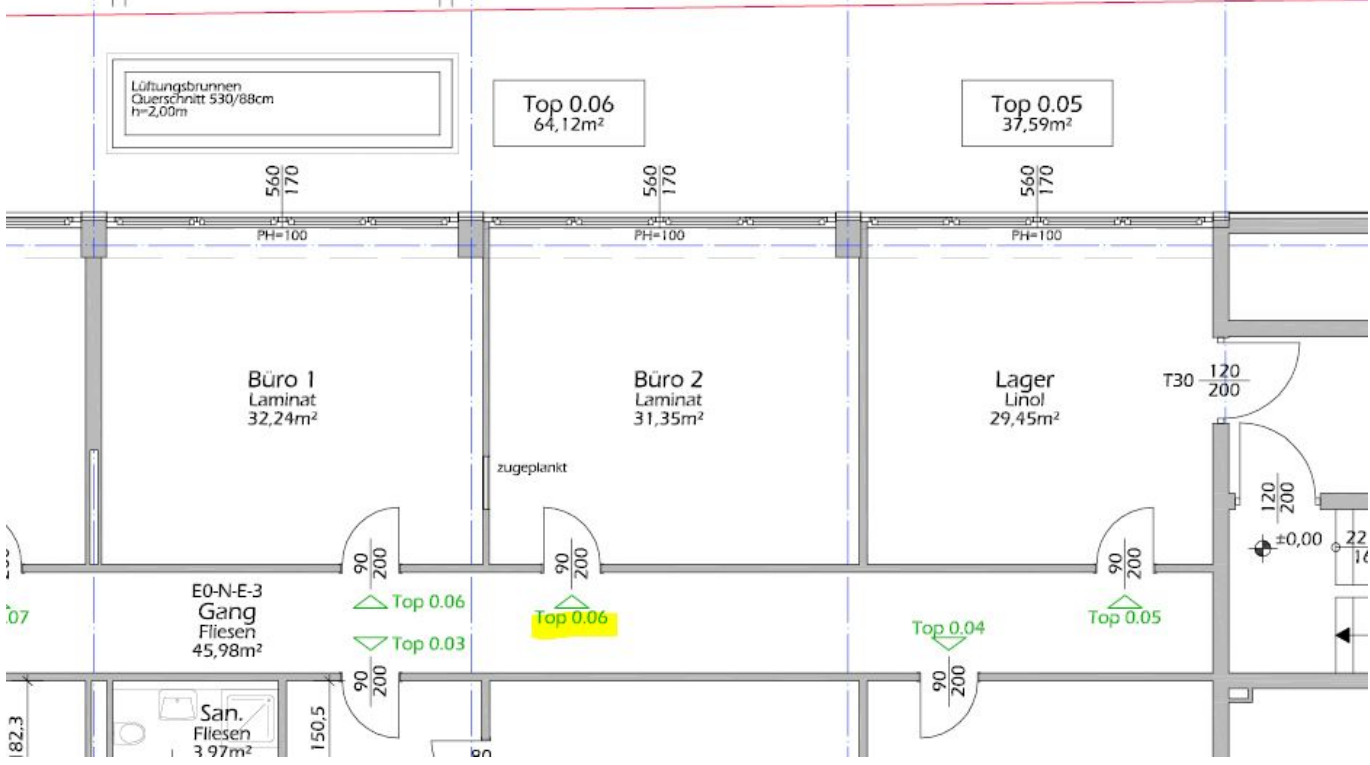 Lüftungsbrunnen
Querschnitt 530/88cm
h=2,00m
Top 0.06
64,12m²
Top 0.05
37,59m²
560
170
560
170
560
170
PH=100
PH=100
PH=100
Büro 1
Laminat
32,24m²
Büro 2
Laminat
31,35m²
Lager
Linol
29,45m²
T30
120
200
zugeplankt
120
200
±0,00
90
200
90
200
90
200
E0-N-E-3
Gang
Fliesen
45,98m²
Top 0.06
Top 0.03
Top 0.06
Top 0.04
Top 0.05
90
200
90
200
182,3
San.
Fliesen
3,97m²
150,5